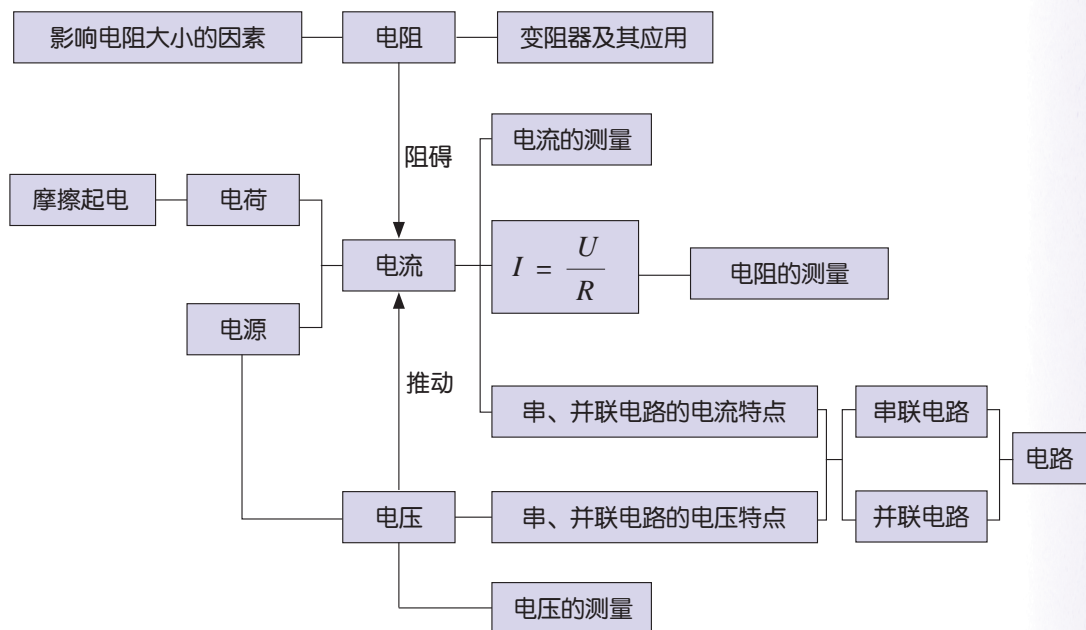 影响电阻大小的因素
电阻
变阻器及其应用
阻碍
电流的测量
摩擦起电
电荷
电流
I = U/R
电阻的测量
电源
推动
串、并联电路的电流特点
串联电路
电路
电压
串、并联电路的电压特点
并联电路
电压的测量